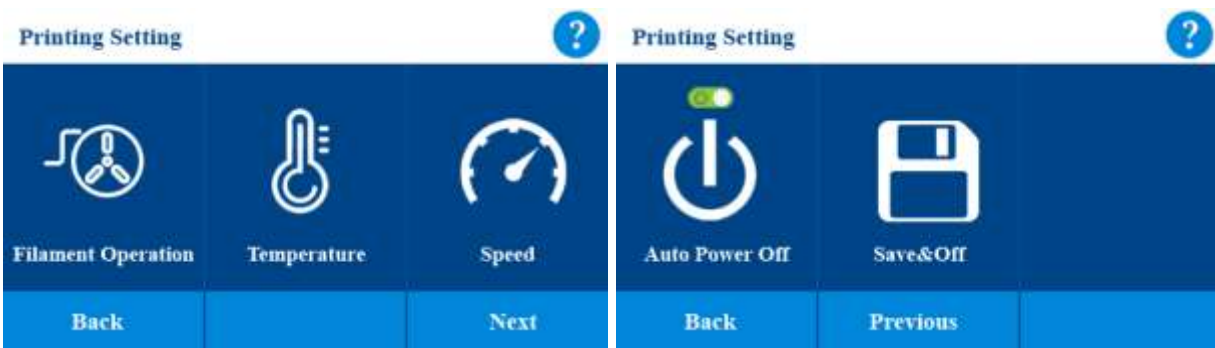 Printing Setting
?
Filament Operation
Temperature
Speed
Back
Next
Printing Setting
?
Auto Power Off
Save&Off
Back
Previous